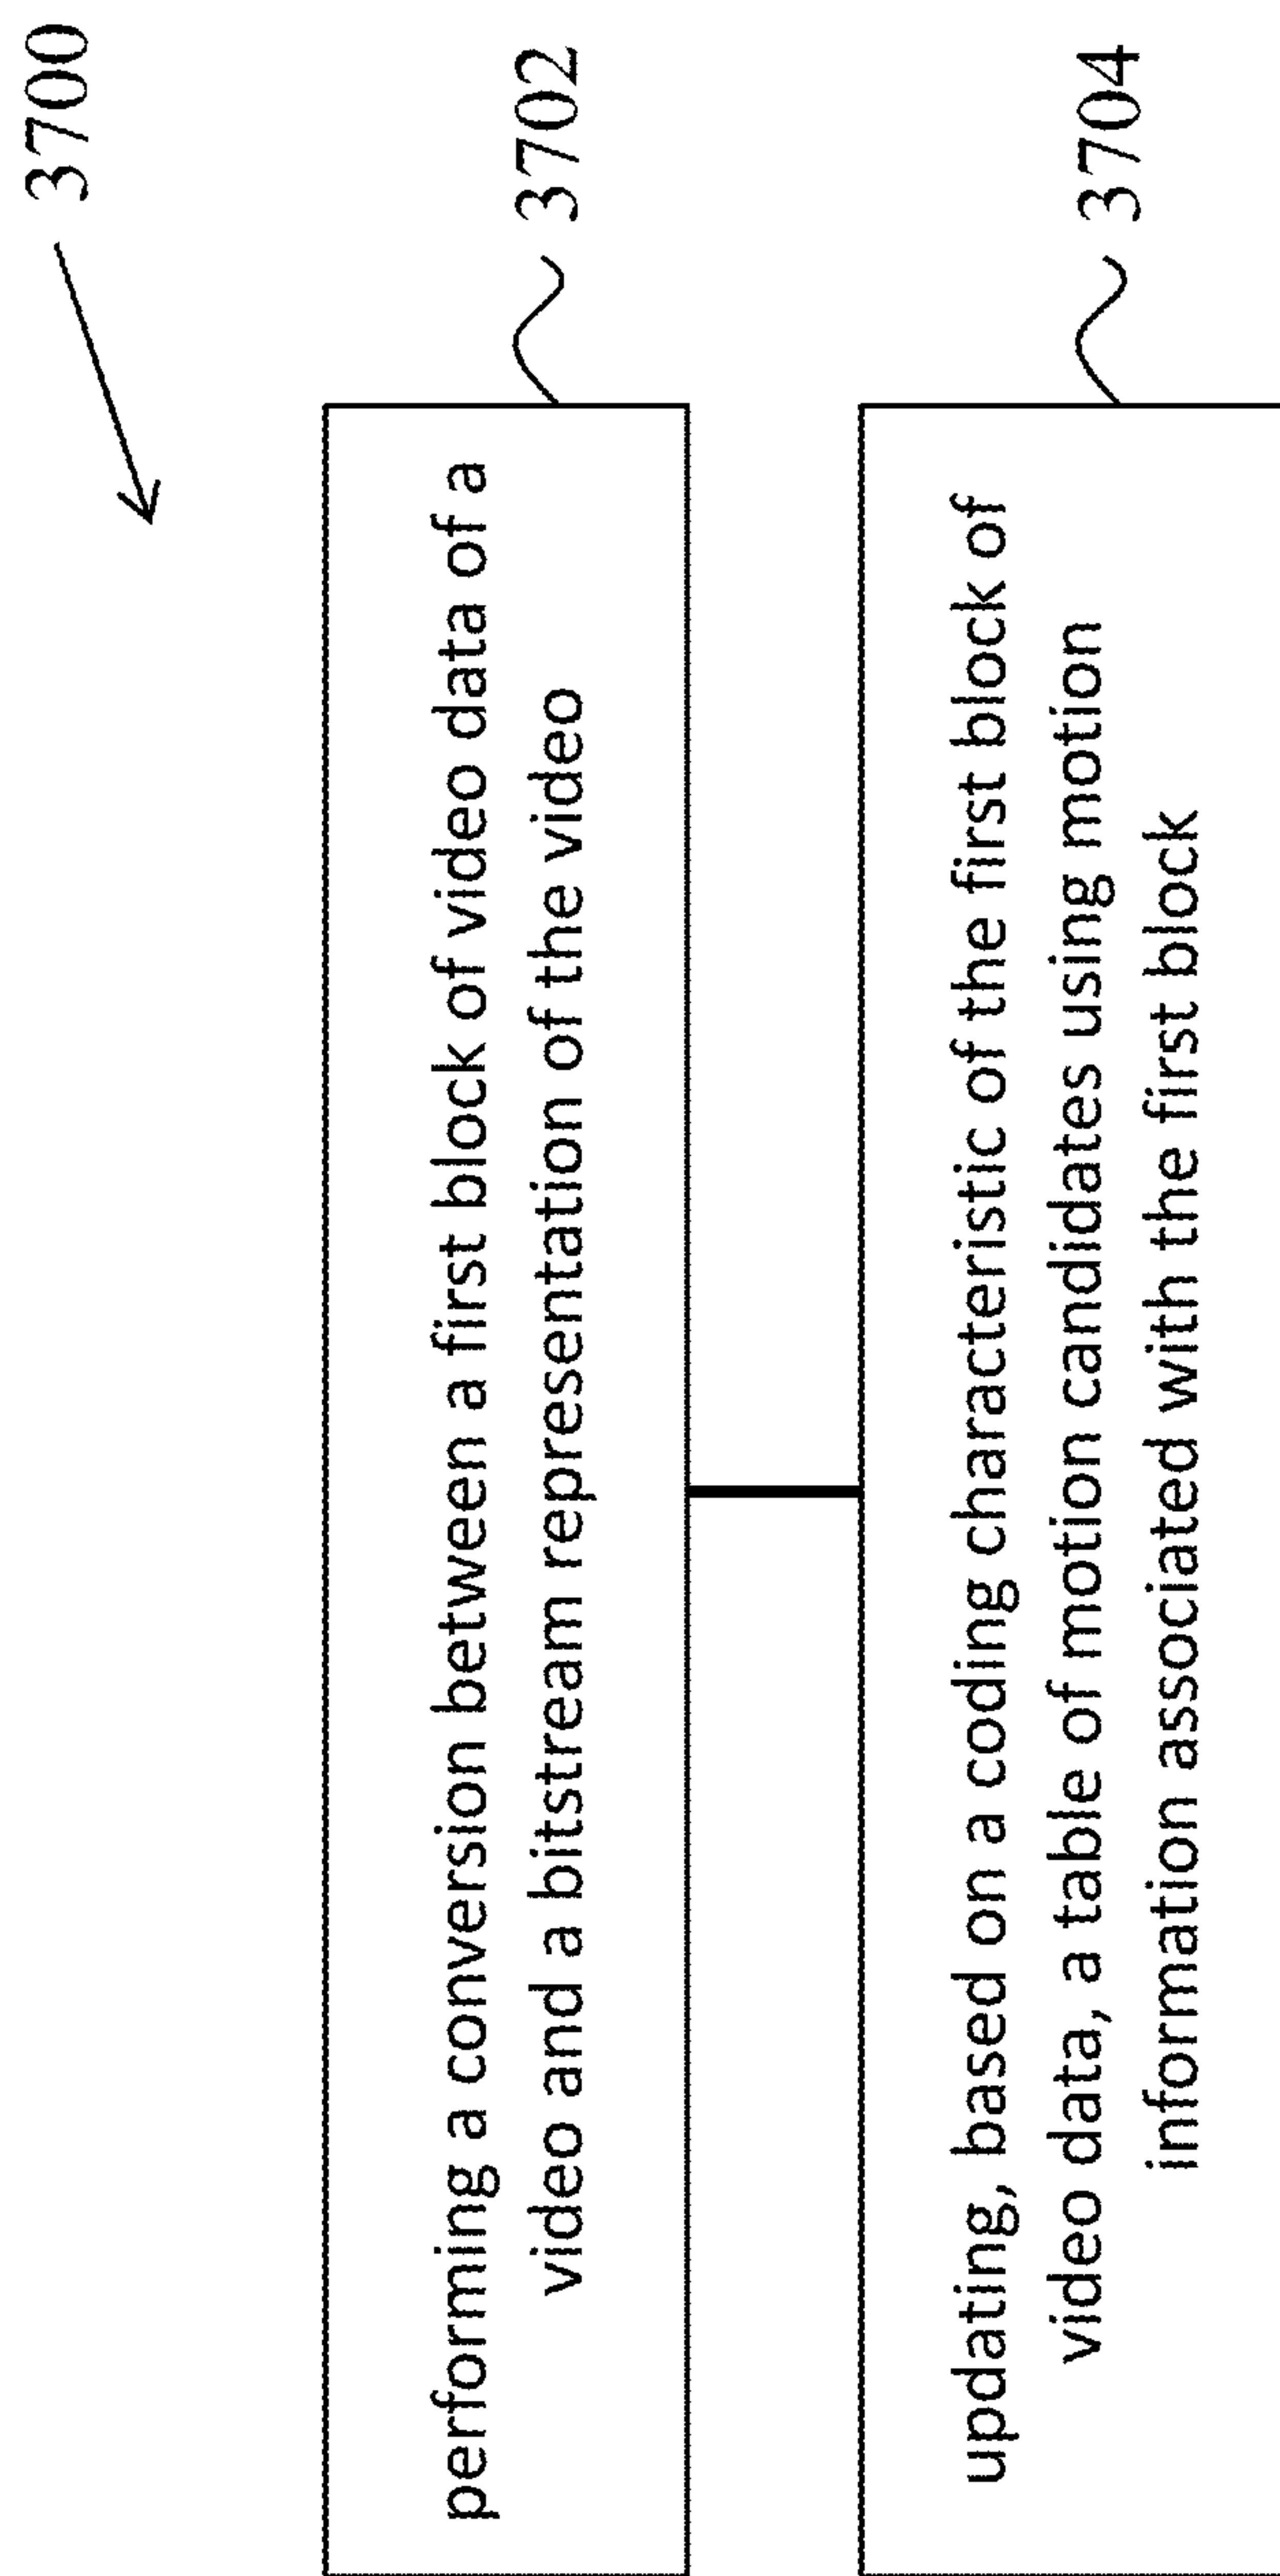 3700
performing a conversion between a first block of video data of a
video and a bitstream representation of the video
3702
updating, based on a coding characteristic of the first block of
video data, a table of motion candidates using motion
information associated with the first block
3704